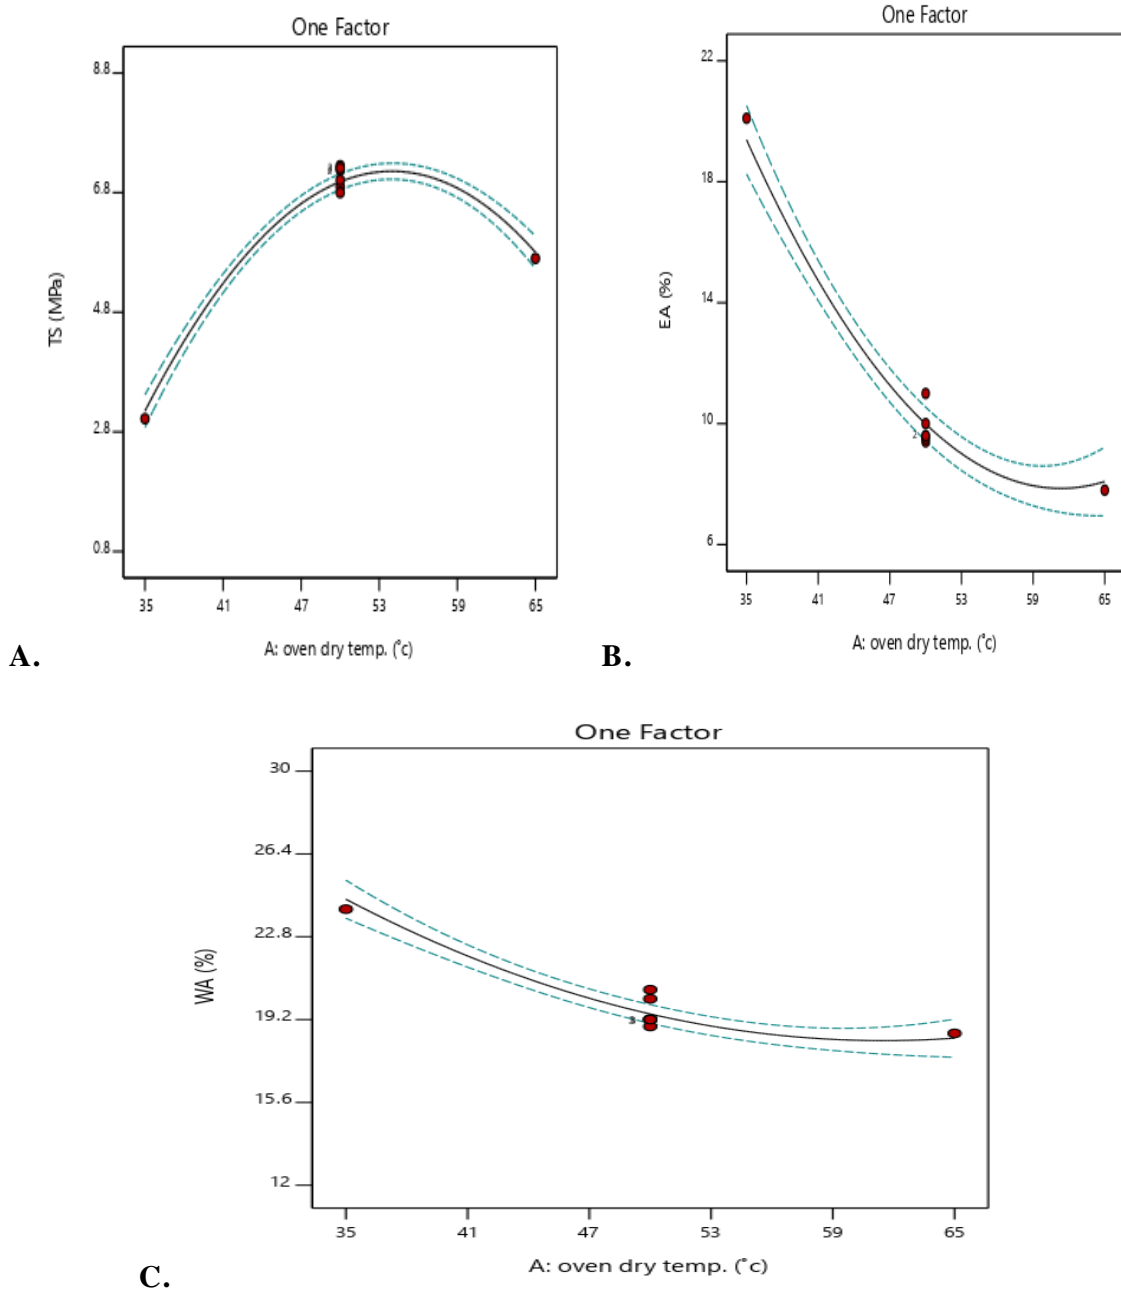 One Factor
8.8
6.8
4.8
2.8
0.8
TS (MPa)
35 41 47 53 59 65
A: oven dry temp. (˚c)
A.
One Factor
22
18
14
10
6
EA (%)
2
35 41 47 53 59 65
A: oven dry temp. (˚c)
B.
One Factor
30
26.4
22.8
19.2
15.6
12
WA (%)
3
35 41 47 53 59 65
A: oven dry temp. (˚c)
C.